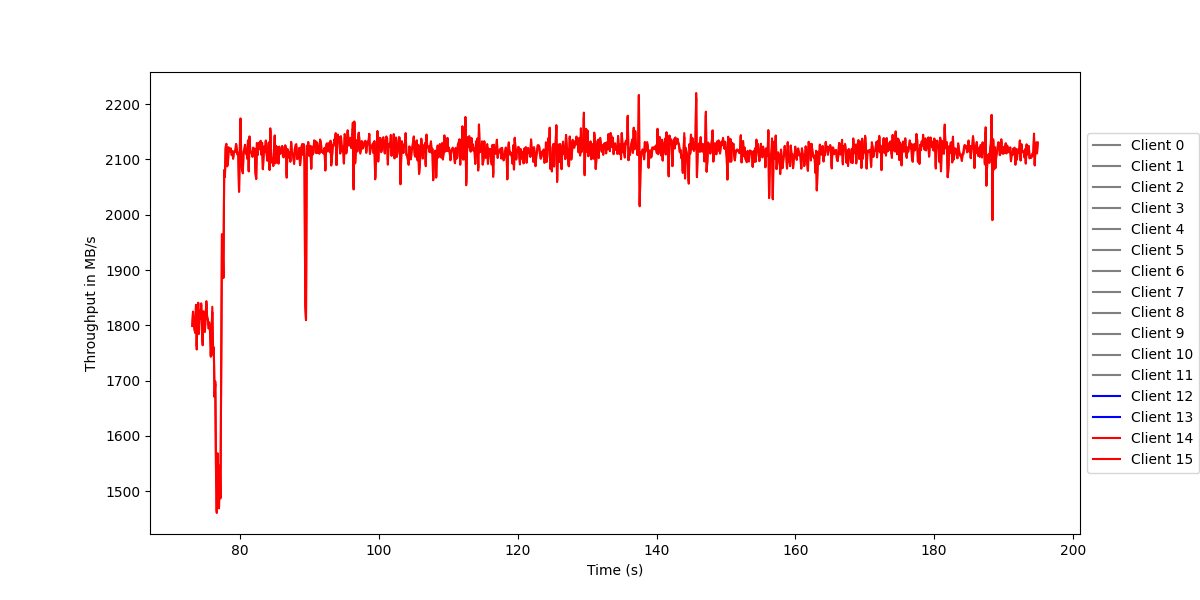 2200
2100
2000
1900
1800
1700
1600
1500
Throughput in MB/s
80
100
120
140
160
180
200
Time (s)
Client 0
Client 1
Client 2
Client 3
Client 4
Client 5
Client 6
Client 7
Client 8
Client 9
Client 10
Client 11
Client 12
Client 13
Client 14
Client 15